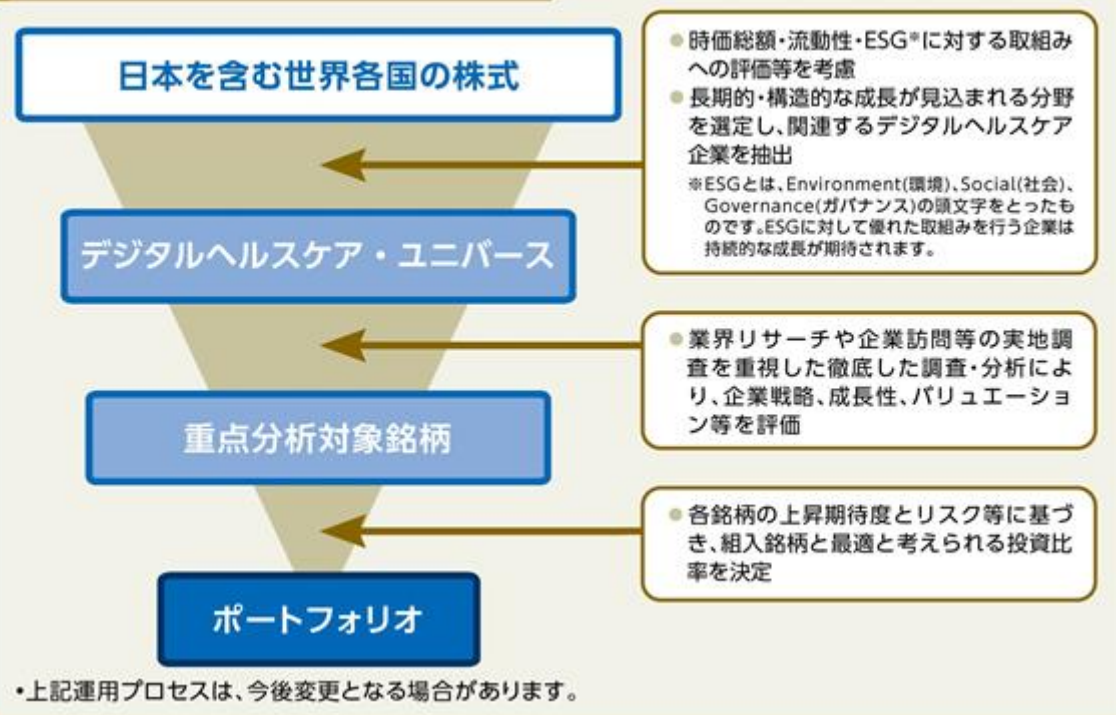 日本を含む世界各国の株式
●時価総額・流動性・ESG※に対する取組み
への評価等を考慮
●長期的・構造的な成長が見込まれる分野
を選定し、関連するデジタルヘルスケア
企業を抽出
※ESGとは、Environment(環境)、Social(社会)、
Governance(ガバナンス)の頭文字をとったも
のです。ESGに対して優れた取組みを行う企業は
持続的な成長が期待されます。
デジタルヘルスケア・ユニバース
●業界リサーチや企業訪問等の実地調
査を重視した徹底した調査・分析によ
り、企業戦略、成長性、バリュエーショ
ン等を評価
重点分析対象銘柄
●各銘柄の上昇期待度とリスク等に基づ
き、組入銘柄と最適と考えられる投資比
率を決定
ポートフォリオ
・上記運用プロセスは、今後変更となる場合があります。